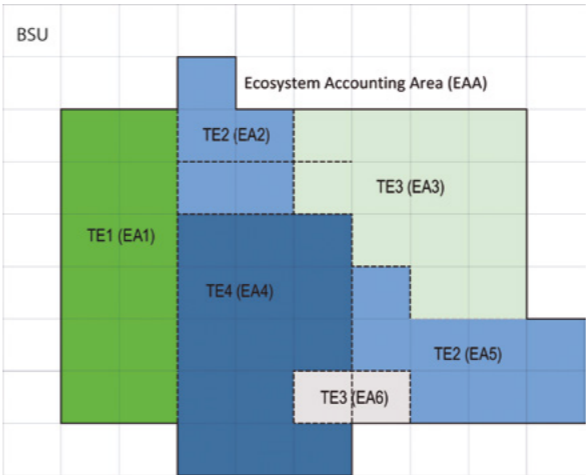 BSU
Ecosystem Accounting Area (EAA)
TE2 (EA2)
TE3 (EA3)
TE1 (EA1)
TE4 (EA4)
TE2 (EA5)
TE3 (EA6)